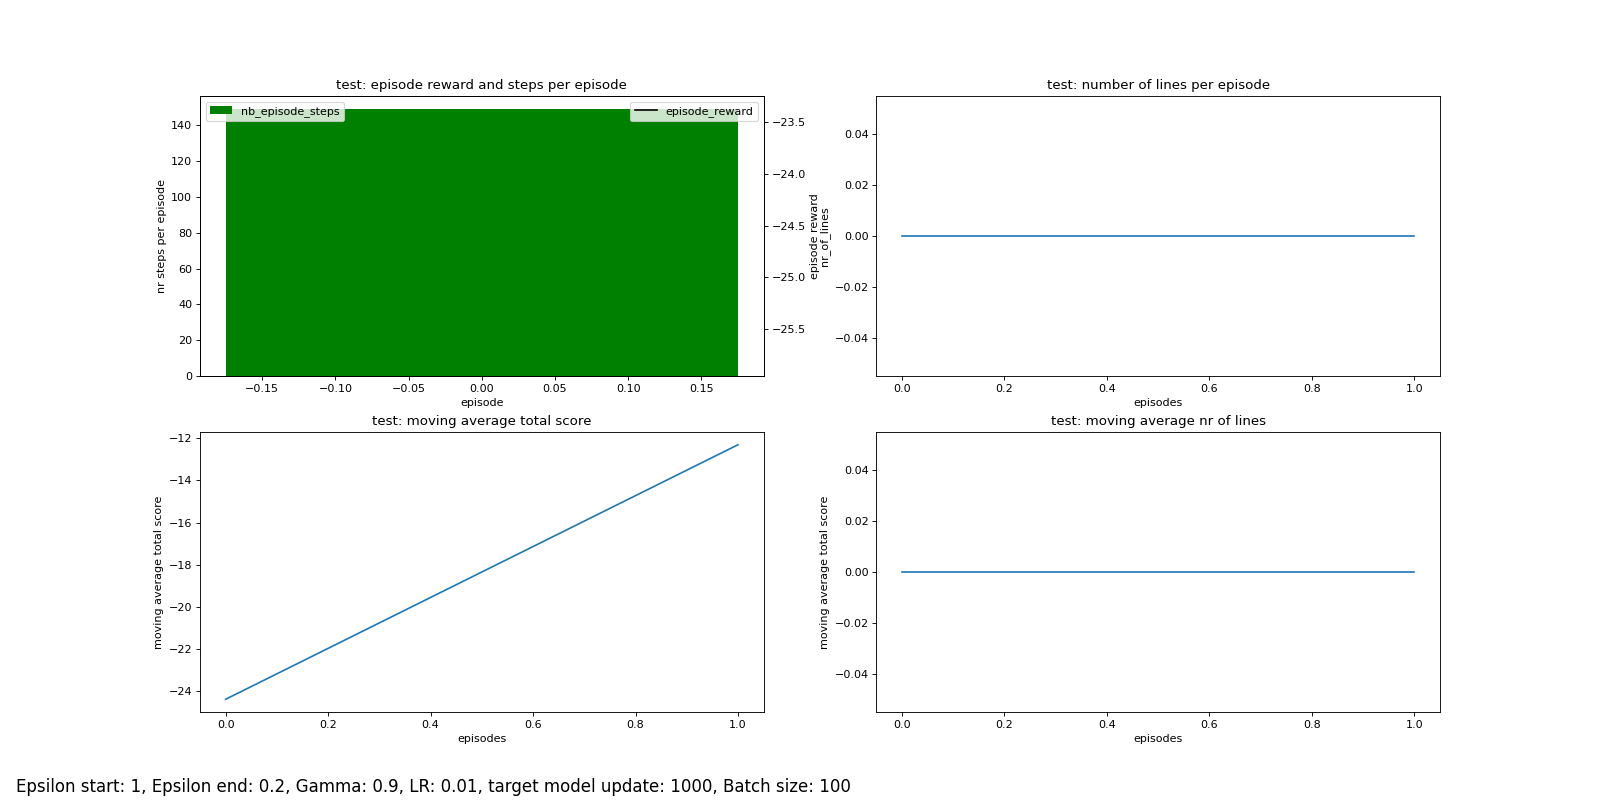 test: episode reward and steps per episode
nb_episode_steps
episode_reward
140
120
100
80
60
40
20
0
nr steps per episode
−23.5
−24.0
−24.5
−25.0
−25.5
episode reward
−0.15 −0.10 −0.05 0.00 0.05 0.10 0.15
episode
test: number of lines per episode
nr_of_lines
0.04
0.02
0.00
−0.02
−0.04
0.0 0.2 0.4 0.6 0.8 1.0
episodes
test: moving average total score
moving average total score
−12
−14
−16
−18
−20
−22
−24
0.0 0.2 0.4 0.6 0.8 1.0
episodes
test: moving average nr of lines
moving average total score
0.04
0.02
0.00
−0.02
−0.04
0.0 0.2 0.4 0.6 0.8 1.0
episodes
Epsilon start: 1, Epsilon end: 0.2, Gamma: 0.9, LR: 0.01, target model update: 1000, Batch size: 100